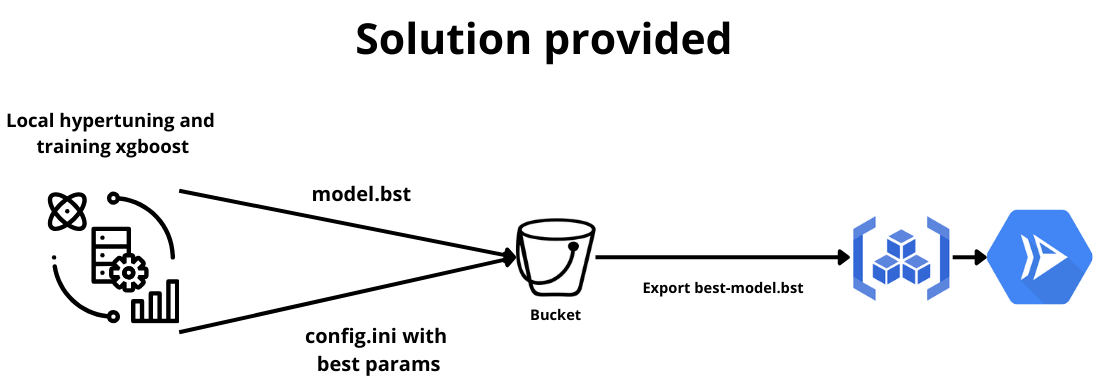 Solution provided
Local hypertuning and
training xgboost
model.bst
config.ini with
best params
Bucket
Export best-model.bst